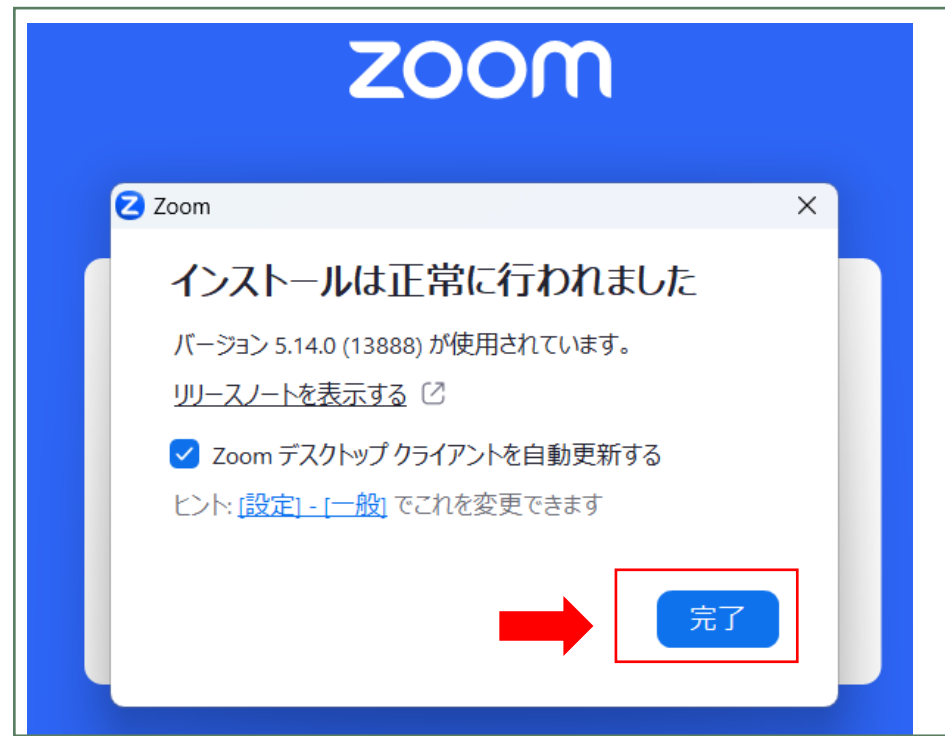 zoom
Zoom
インストールは正常に行われました
バージョン 5.14.0 (13888) が使用されています。
リリースノートを表示する
Zoom デスクトップ クライアントを自動更新する
ヒント: [設定] - [一般] でこれを変更できます
完了